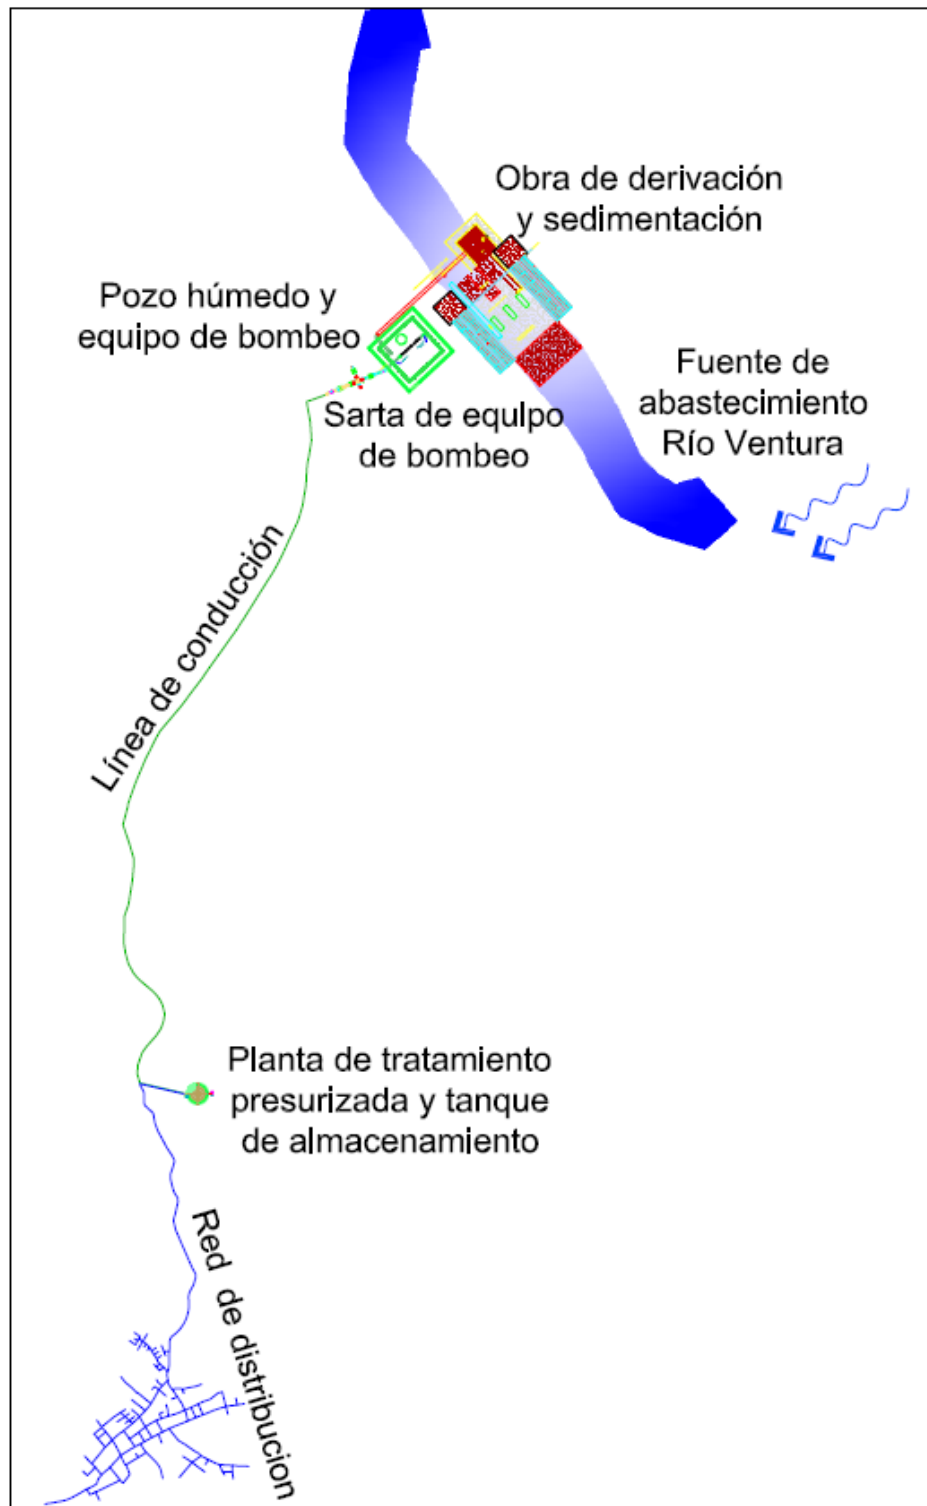 Obra de derivación
y sedimentación
Pozo húmedo y
equipo de bombeo
Fuente de
abastecimiento
Río Ventura
Sarta de equipo
de bombeo
Línea de conducción
Planta de tratamiento
presurizada y tanque
de almacenamiento
Red de distribucion